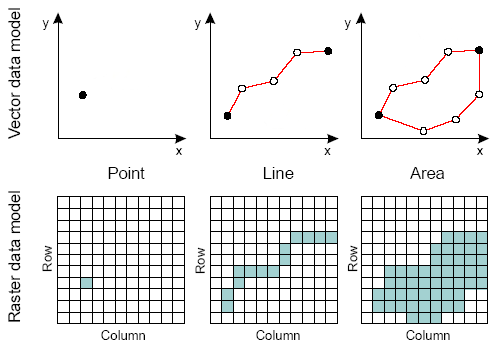 Vector data model
y
x
y
x
y
x
Point
Line
Area
Raster data model
Row
Column
Row
Column
Row
Column